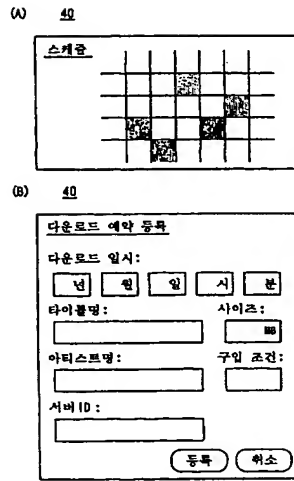 (A) 40
스케쥴
(B) 40
다운로드 예약 등록
다운로드 일시:
년 월 일 시 분
타이틀명: 사이즈:
MB
아티스트명: 구입 조건:
서버ID:
등록 취소